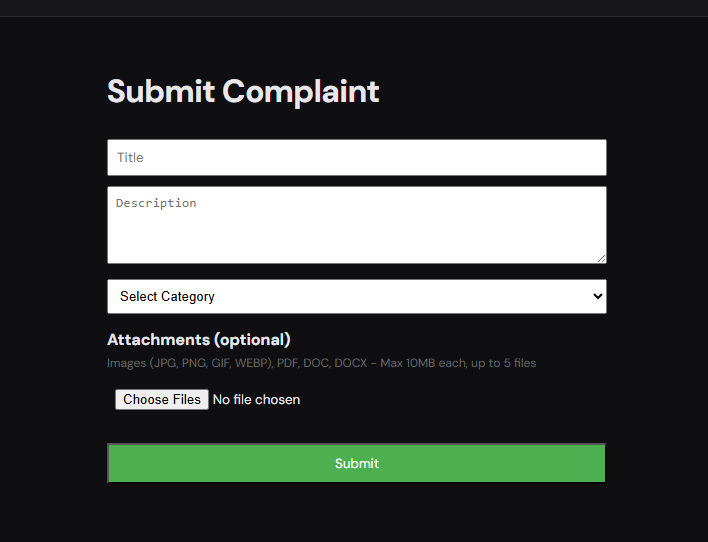 Submit Complaint
Title
Description
Select Category
Attachments (optional)
Images (JPG, PNG, GIF, WEBP), PDF, DOC, DOCX - Max 10MB each, up to 5 files
Choose Files No file chosen
Submit